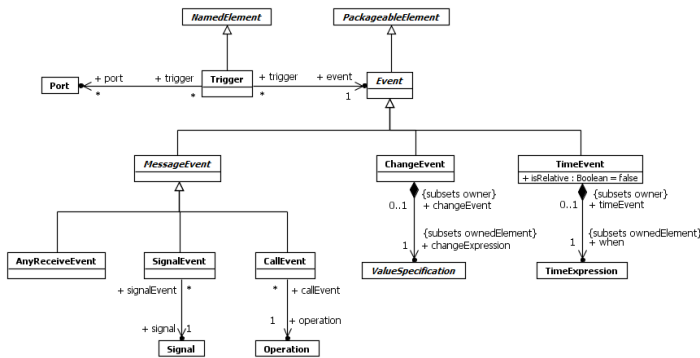 NamedElement
PackageableElement
+ port
+ trigger
Trigger
+ trigger
+ event
Event
Port
*
*
*
1
MessageEvent
ChangeEvent
TimeEvent
+ isRelative : Boolean = false
{subsets owner}
0..1
+ changeEvent
{subsets owner}
0..1
+ timeEvent
{subsets ownedElement}
1
+ changeExpression
{subsets ownedElement}
1
+ when
AnyReceiveEvent
SignalEvent
CallEvent
ValueSpecification
TimeExpression
+ signalEvent
*
*
+ callEvent
+ signal
1
1
+ operation
Signal
Operation